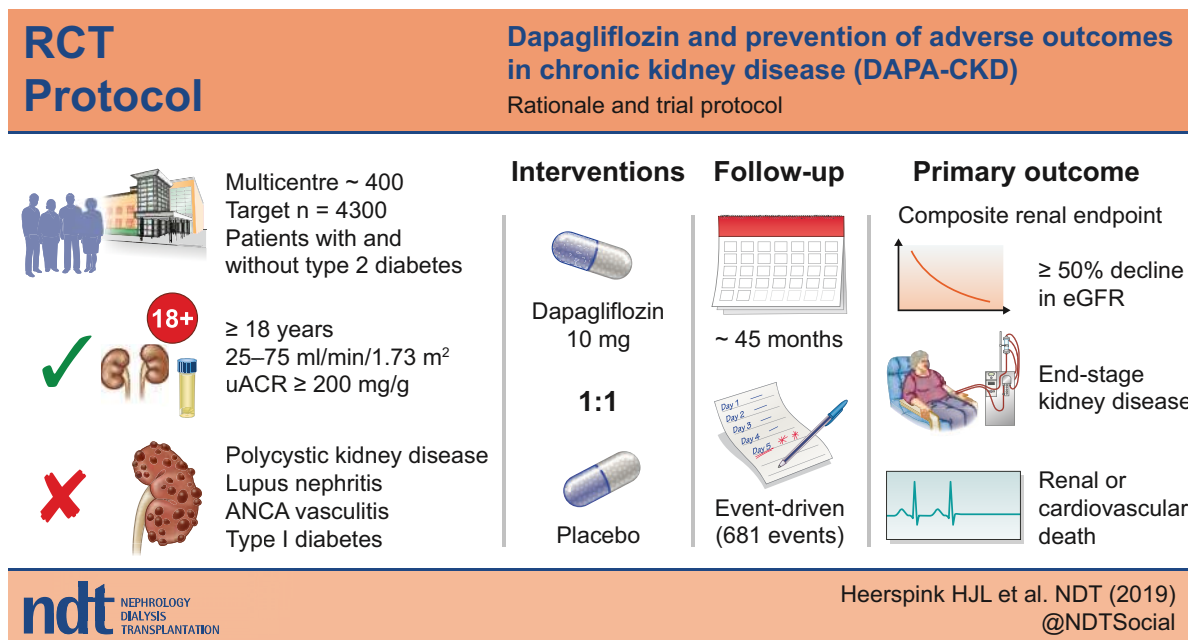 RCT
Protocol
Dapagliflozin and prevention of adverse outcomes
in chronic kidney disease (DAPA-CKD)
Rationale and trial protocol
Multicentre ~ 400
Target n = 4300
Patients with and
without type 2 diabetes
18+
≥ 18 years
25–75 ml/min/1.73 m²
uACR ≥ 200 mg/g
Polycystic kidney disease
Lupus nephritis
ANCA vasculitis
Type I diabetes
Interventions
Dapagliflozin
10 mg
1:1
Placebo
Follow-up
~ 45 months
Day 1
Day 2
Day 3
Day 4
Day 5
Event-driven
(681 events)
Primary outcome
Composite renal endpoint
≥ 50% decline
in eGFR
End-stage
kidney disease
Renal or
cardiovascular
death
ndt
NEPHROLOGY
DIALYSIS
TRANSPLANTATION
Heerspink HJL et al. NDT (2019)
@NDTSocial